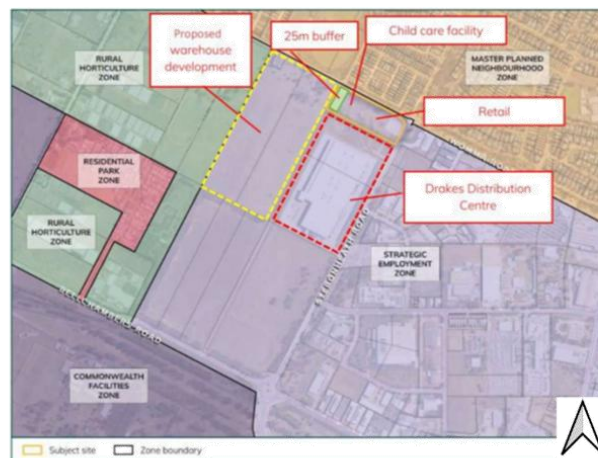 Proposed
warehouse
development
25m buffer
Child care facility
RURAL
HORTICULTURE
ZONE
MASTER PLANNED
NEIGHBOURHOOD
ZONE
Retail
RESIDENTIAL
PARK
ZONE
Drakes Distribution
Centre
RURAL
HORTICULTURE
ZONE
STRATEGIC
EMPLOYMENT
ZONE
ROAD
COMMONWEALTH
FACILITIES
ZONE
Subject site
Zone boundary